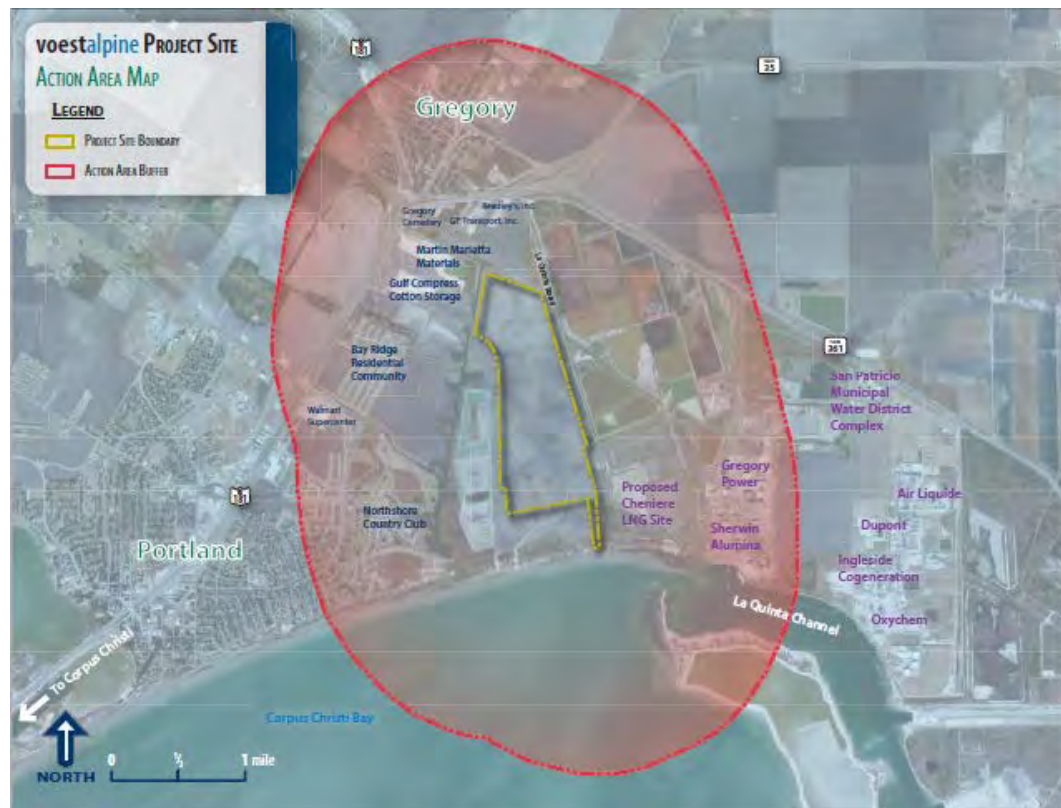 voestalpine PROJECT SITE
ACTION AREA MAP
LEGEND
PROJECT SITE BOUNDARY
ACTION AREA BUFFER
181
35
Gregory
Gregory
Cemetery
GP Transport, Inc.
Martin Marietta
Materials
Gulf Compress
Cotton Storage
La Quinta Road
Bay Ridge
Residential
Community
361
San Patricio
Municipal
Water District
Complex
Walmart
Supercenter
181
Gregory
Power
Proposed
Cheniere
LNG Site
Air Liquide
Northshore
Country Club
Dupont
Sherwin
Alumina
Portland
Ingleside
Cogeneration
La Quinta Channel
Oxychem
To Corpus Christi
Corpus Christi Bay
NORTH
0 ½ 1 mile